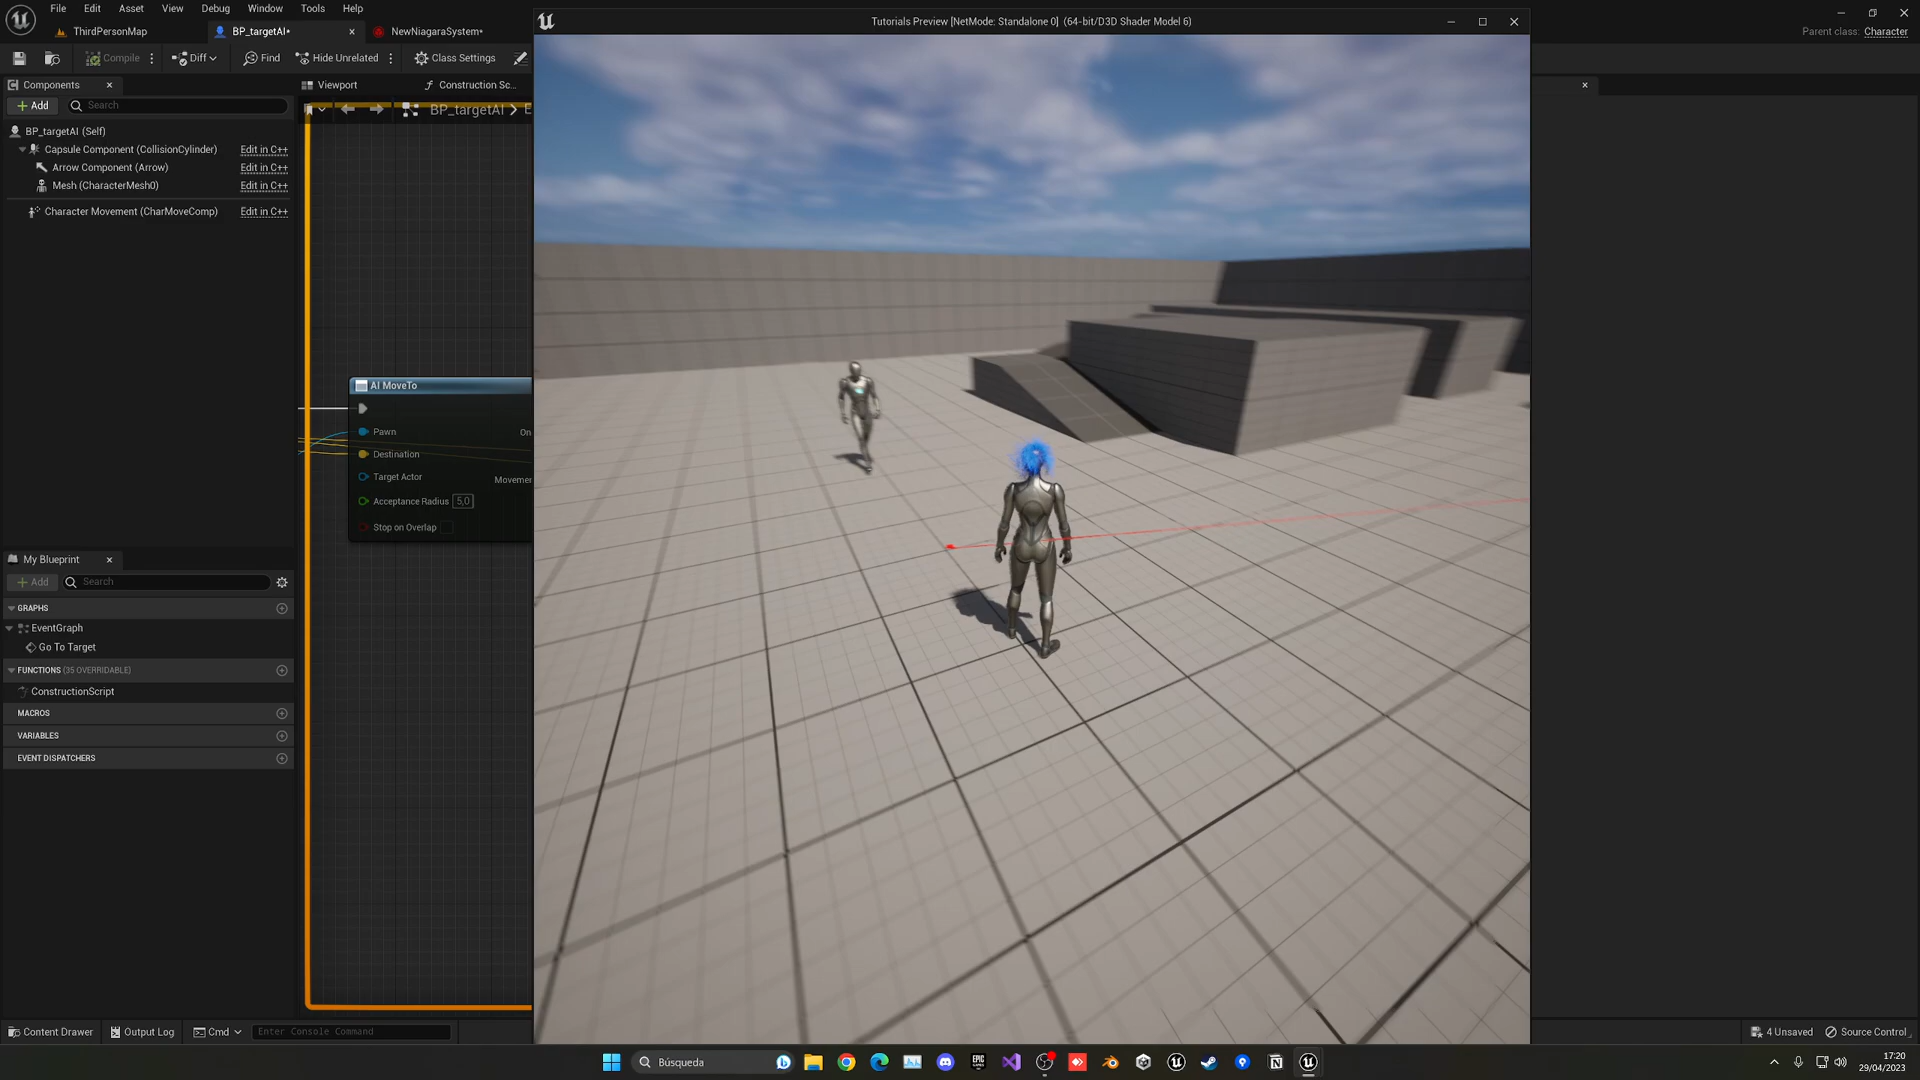 File Edit Asset View Debug Window Tools Help
Tutorials Preview [NetMode: Standalone 0] (64-bit/D3D Shader Model 6)
ThirdPersonMap
BP_targetAI*
NewNiagaraSystem*
Parent class: Character
Compile
Diff
Find
Hide Unrelated
Class Settings
Components
Viewport
Construction Sc...
+ Add
Search
BP_targetAI > E
BP_targetAI (Self)
Capsule Component (CollisionCylinder) Edit in C++
Arrow Component (Arrow) Edit in C++
Mesh (CharacterMesh0) Edit in C++
Character Movement (CharMoveComp) Edit in C++
AI MoveTo
Pawn
On
Destination
Target Actor
Movemen
Acceptance Radius 5,0
Stop on Overlap
My Blueprint
+ Add
Search
GRAPHS
EventGraph
Go To Target
FUNCTIONS (35 OVERRIDABLE)
ConstructionScript
MACROS
VARIABLES
EVENT DISPATCHERS
Content Drawer
Output Log
Cmd
Enter Console Command
4 Unsaved
Source Control
Búsqueda
EPIC GAMES
17:20
29/04/2023